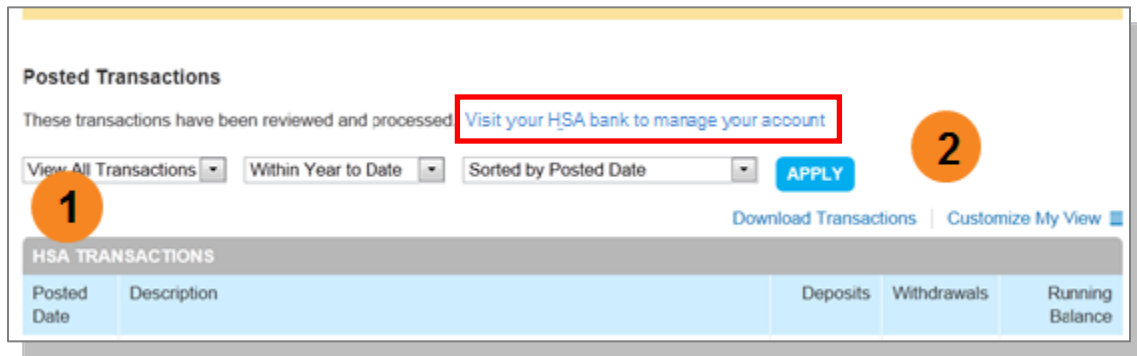 Posted Transactions
These transactions have been reviewed and processed. Visit your HSA bank to manage your account
View All Transactions Within Year to Date Sorted by Posted Date APPLY
1
2
Download Transactions | Customize My View
HSA TRANSACTIONS
Posted Date Description Deposits Withdrawals Running Balance